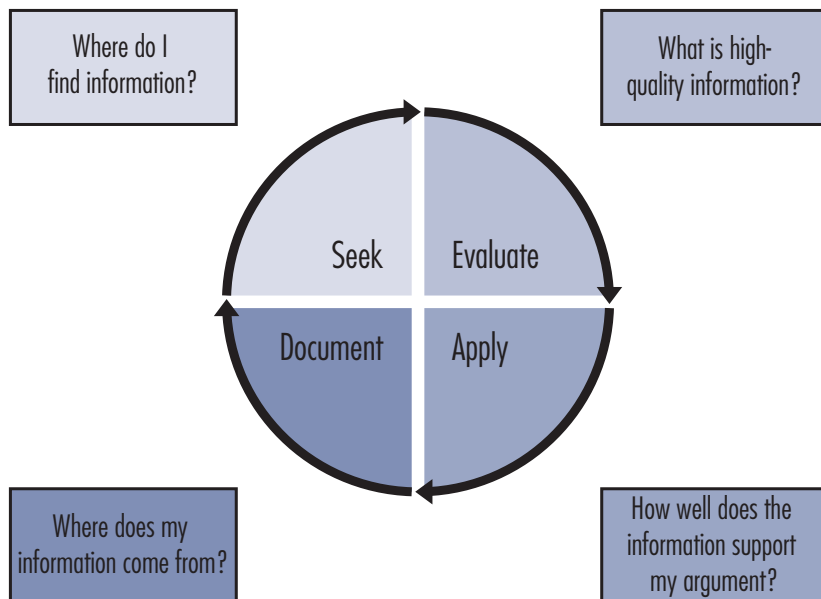 Where do I
find information?
What is high-
quality information?
Seek
Evaluate
Document
Apply
Where does my
information come from?
How well does the
information support
my argument?